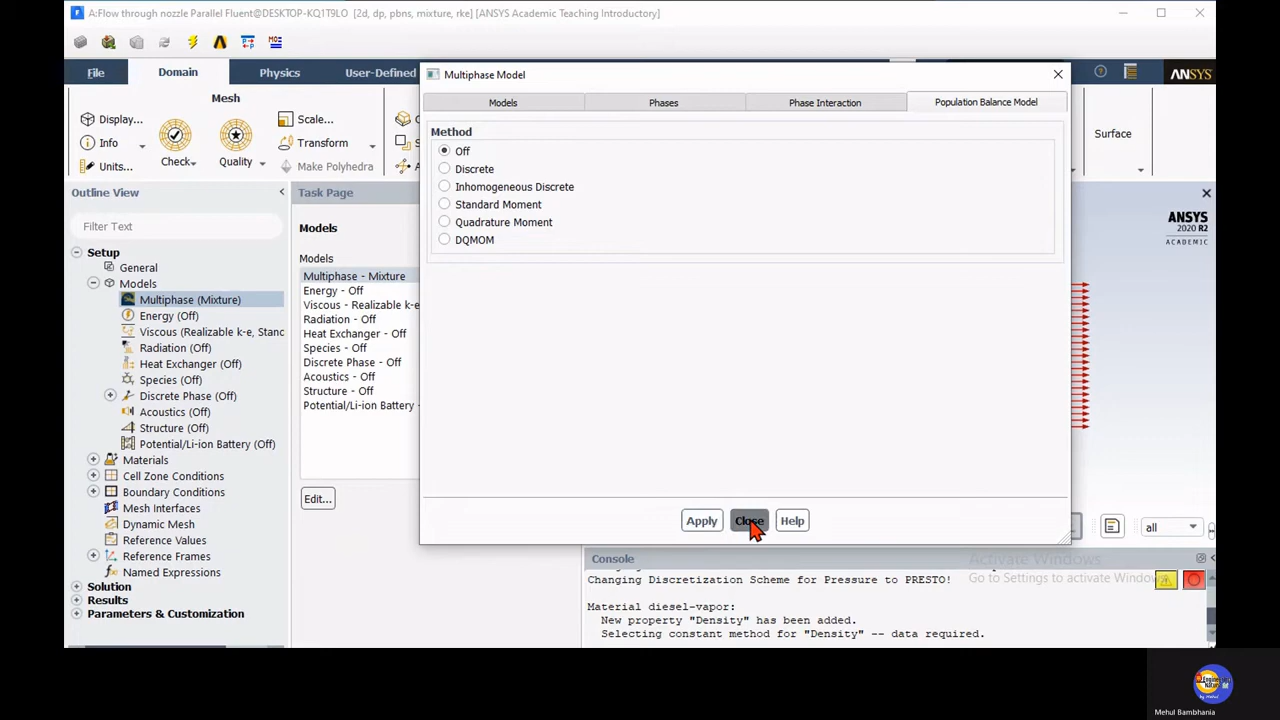 A:Flow through nozzle Parallel Fluent@DESKTOP-KQ1T9LO [2d, dp, pbns, mixture, rke] [ANSYS Academic Teaching Introductory]
File
Domain
Physics
User-Defined
ANSYS
Mesh
Display...
Info
Units...
Check
Quality
Scale...
Transform
Make Polyhedra
Surface
Multiphase Model
Models
Phases
Phase Interaction
Population Balance Model
Method
Off
Discrete
Inhomogeneous Discrete
Standard Moment
Quadrature Moment
DQMOM
Apply
Close
Help
Outline View
Filter Text
Setup
General
Models
Multiphase (Mixture)
Energy (Off)
Viscous (Realizable k-e, Stanc
Radiation (Off)
Heat Exchanger (Off)
Species (Off)
Discrete Phase (Off)
Acoustics (Off)
Structure (Off)
Potential/Li-ion Battery (Off)
Materials
Cell Zone Conditions
Boundary Conditions
Mesh Interfaces
Dynamic Mesh
Reference Values
Reference Frames
Named Expressions
Solution
Results
Parameters & Customization
Task Page
Models
Models
Multiphase - Mixture
Energy - Off
Viscous - Realizable k-e
Radiation - Off
Heat Exchanger - Off
Species - Off
Discrete Phase - Off
Acoustics - Off
Structure - Off
Potential/Li-ion Battery -
Edit...
ANSYS
2020 R2
ACADEMIC
all
Console
Changing Discretization Scheme for Pressure to PRESTO!
Material diesel-vapor:
New property "Density" has been added.
Selecting constant method for "Density" -- data required.
Activate Windows
Go to Settings to activate Windows.
Mehul Bambhania